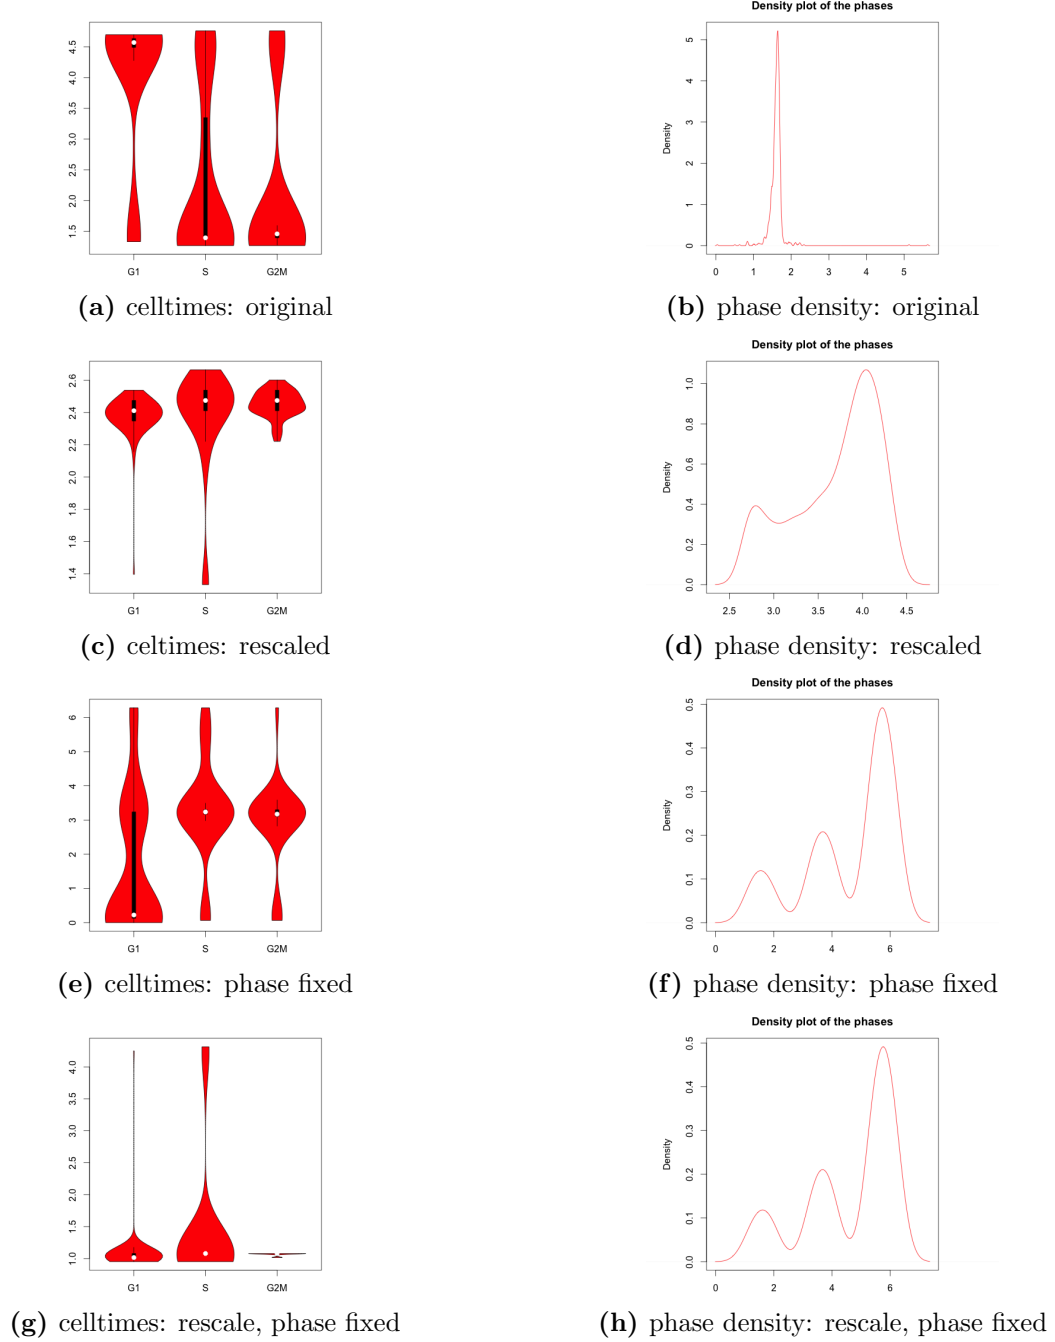 Density plot of the phases
4.5
4.0
3.5
3.0
2.5
2.0
1.5
G1 S G2M
Density
5
4
3
2
1
0
0 1 2 3 4 5
(a) celltimes: original
(b) phase density: original
Density plot of the phases
2.6
2.4
2.2
2.0
1.8
1.6
1.4
G1 S G2M
Density
1.0
0.8
0.6
0.4
0.2
0.0
2.5 3.0 3.5 4.0 4.5
(c) celtimes: rescaled
(d) phase density: rescaled
Density plot of the phases
6
5
4
3
2
1
0
G1 S G2M
Density
0.5
0.4
0.3
0.2
0.1
0.0
0 2 4 6
(e) celltimes: phase fixed
(f) phase density: phase fixed
Density plot of the phases
4.0
3.5
3.0
2.5
2.0
1.5
1.0
G1 S G2M
Density
0.5
0.4
0.3
0.2
0.1
0.0
0 2 4 6
(g) celltimes: rescale, phase fixed
(h) phase density: rescale, phase fixed